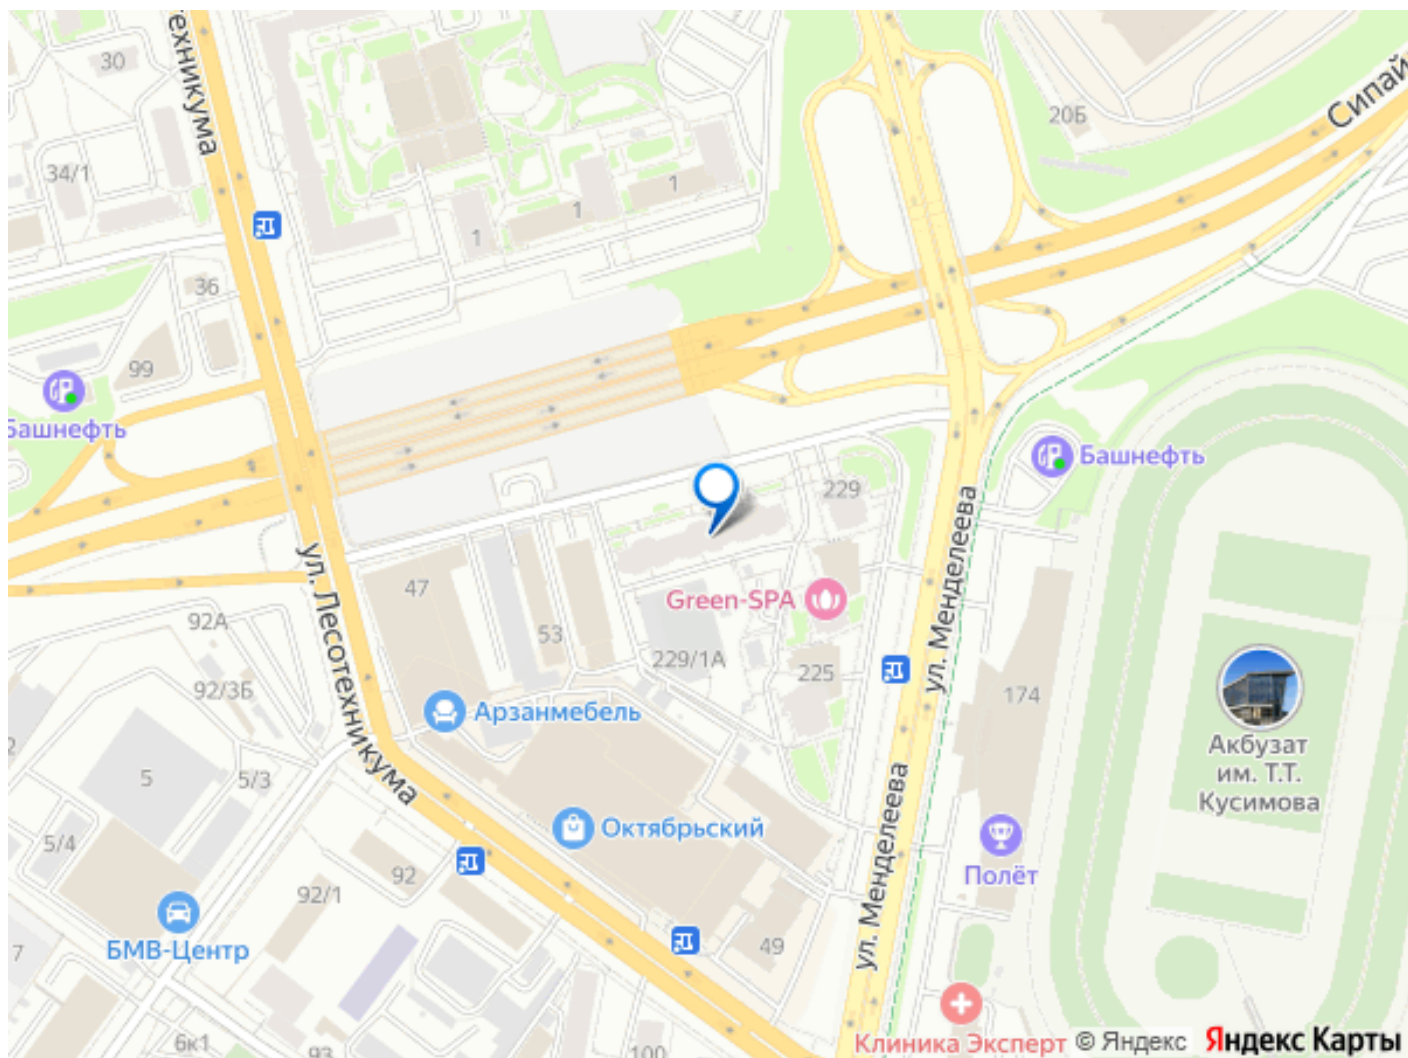 ехникума
30
34/1
20Б
Сипай
1
1
1
36
99
Башнефть
Башнефть
229
ул. Менделеева
47
ул. Лесотехникума
Green-SPA
53
92А
229/1А
92/3Б
225
174
Арзанмебель
Акбузат
им. Т.Т.
Кусимова
2
5
5/3
Октябрьский
ул. Менделеева
5/4
92
92/1
Полёт
БМВ-Центр
49
7
6к1
93
100
Клиника Эксперт
© Яндекс
Яндекс Карты